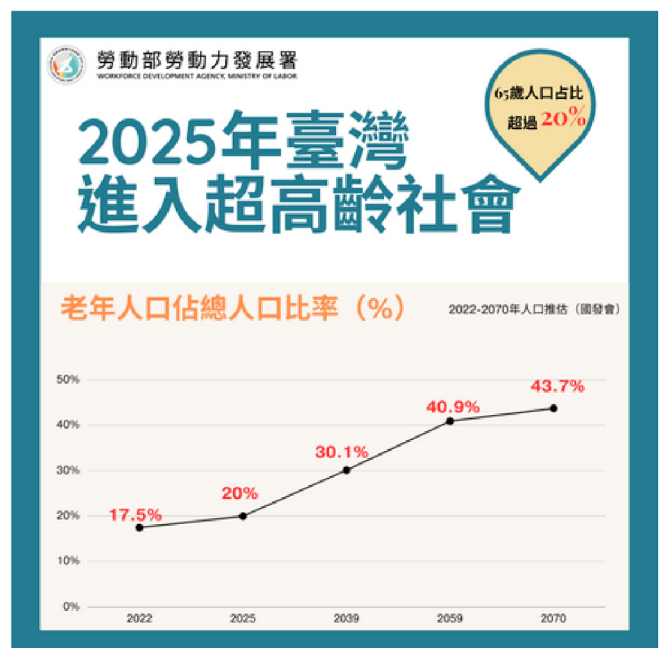 勞動部勞動力發展署
WORKFORCE DEVELOPMENT AGENCY, MINISTRY OF LABOR
65歲人口占比
超過20%
2025年臺灣
進入超高齡社會
老年人口佔總人口比率（%）
2022-2070年人口推估（國發會）
50%
40%
30%
20%
10%
0%
17.5%
20%
30.1%
40.9%
43.7%
2022
2025
2039
2059
2070